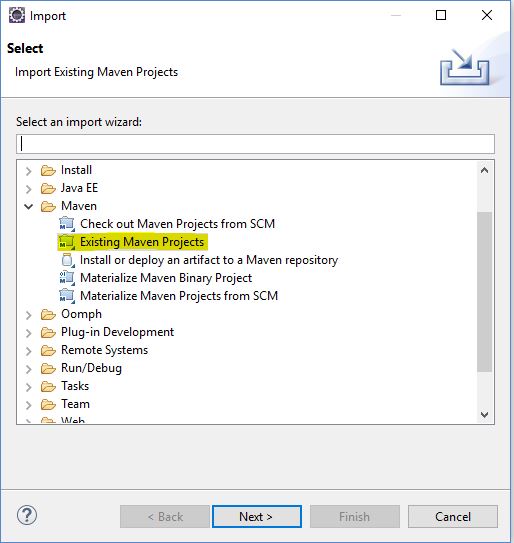 Import
Select
Import Existing Maven Projects
Select an import wizard:
Install
Java EE
Maven
Check out Maven Projects from SCM
Existing Maven Projects
Install or deploy an artifact to a Maven repository
Materialize Maven Binary Project
Materialize Maven Projects from SCM
Oomph
Plug-in Development
Remote Systems
Run/Debug
Tasks
Team
Web
< Back Next > Finish Cancel